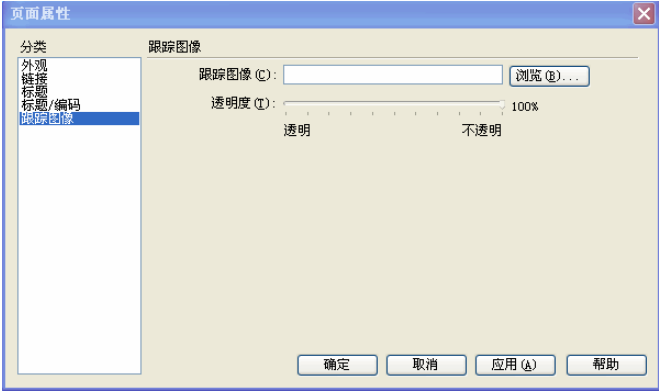 页面属性
分类
外观
链接
标题
标题/编码
跟踪图像
跟踪图像
跟踪图像(C):
浏览(B)...
透明度(T):
100%
透明
不透明
确定
取消
应用(A)
帮助